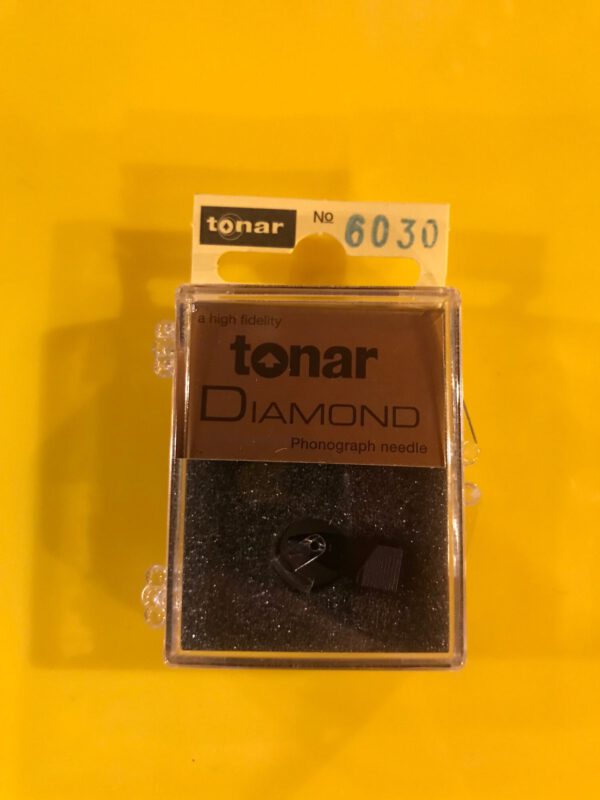 tonar № 6030
a high fidelity
tonar
DIAMOND
Phonograph needle